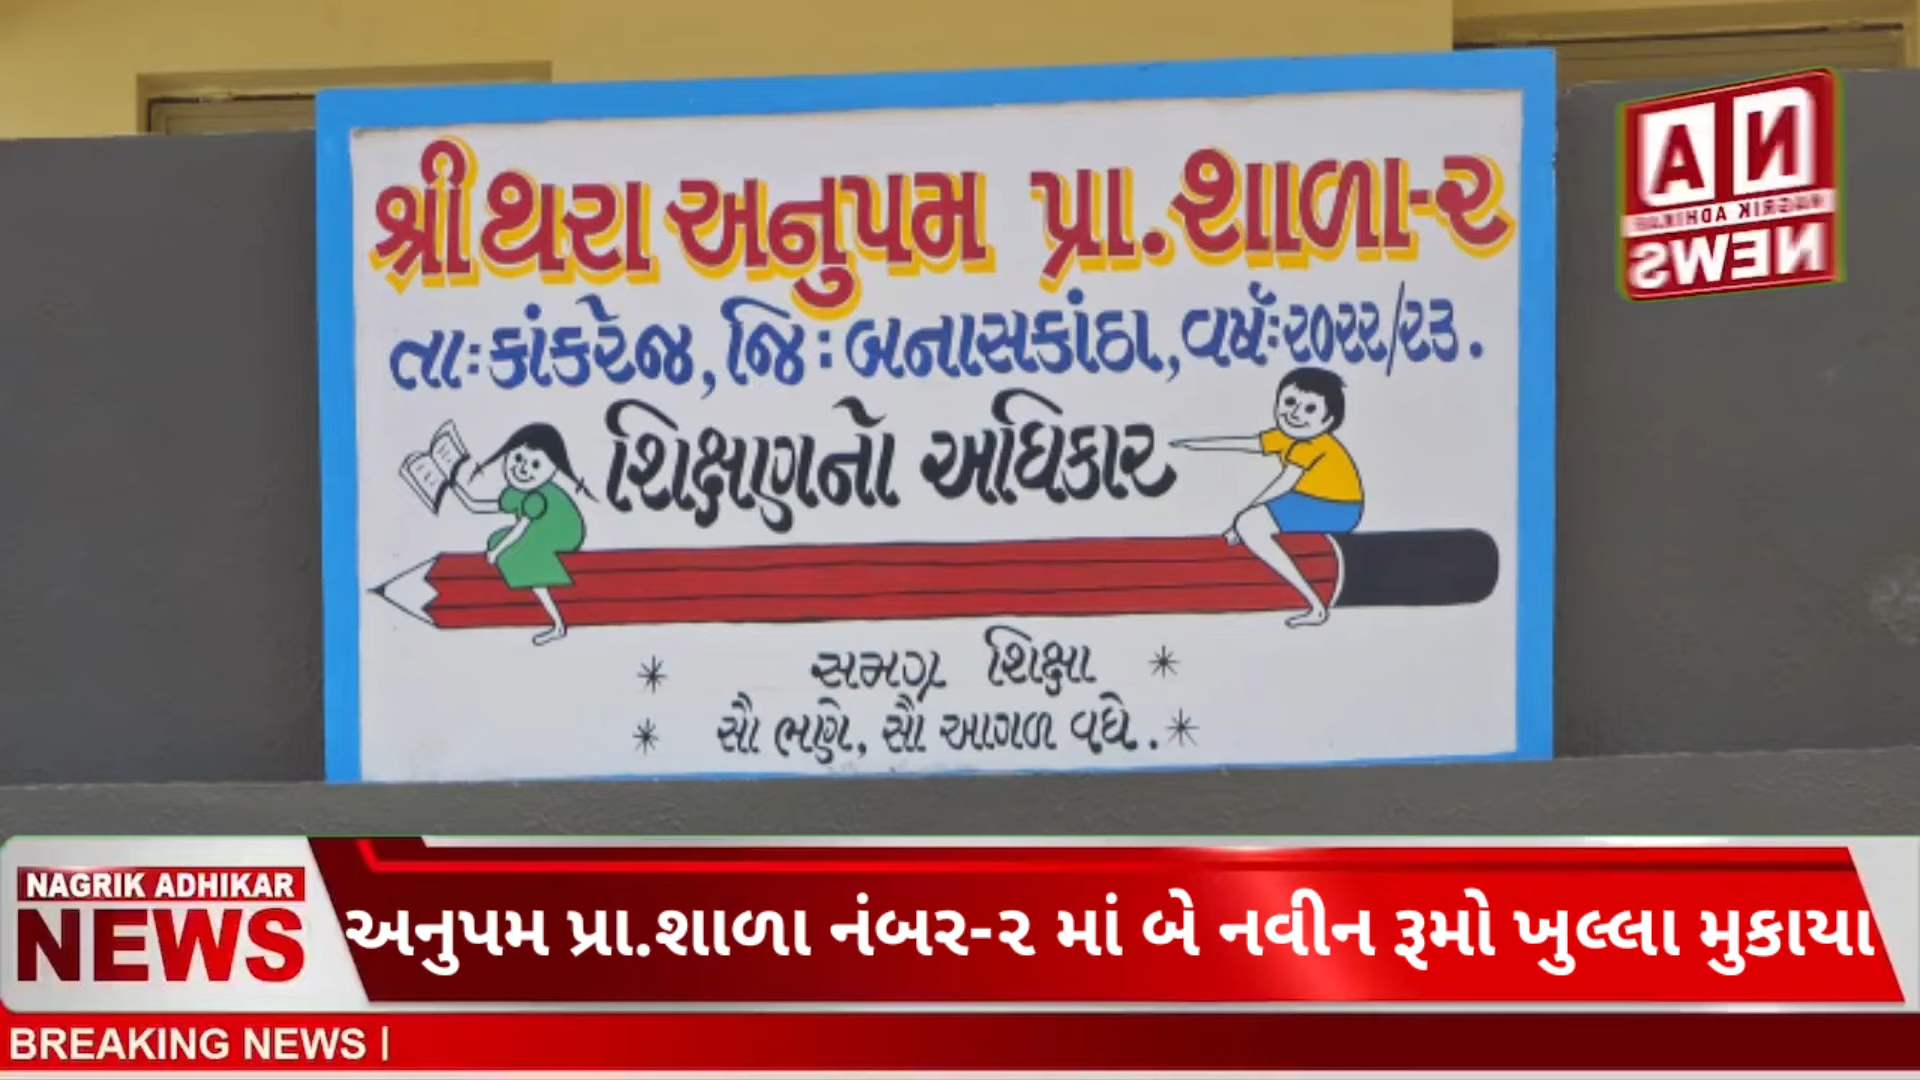 શ્રી થરા અનુપમ પ્રા.શાળા-૨
તાઃકાંકરેજ, જિઃબનાસકાંઠા, વર્ષઃ૨૦૨૨/૨૩.
શિક્ષણનો અધિકાર
* સમગ્ર શિક્ષા *
* સૌ ભણે, સૌ આગળ વધે. *
AN
NAGRIK ADHIKAR
NEWS
NAGRIK ADHIKAR
NEWS
અનુપમ પ્રા.શાળા નંબર-૨ માં બે નવીન રૂમો ખુલ્લા મુકાયા
BREAKING NEWS |